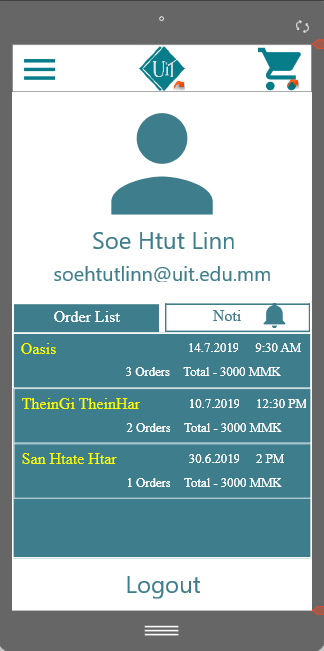 Uit
Soe Htut Linn
soehtutlinn@uit.edu.mm
Order List
Noti
Oasis 14.7.2019 9:30 AM
3 Orders Total - 3000 MMK
TheinGi TheinHar 10.7.2019 12:30 PM
2 Orders Total - 3000 MMK
San Htate Htar 30.6.2019 2 PM
1 Orders Total - 3000 MMK
Logout